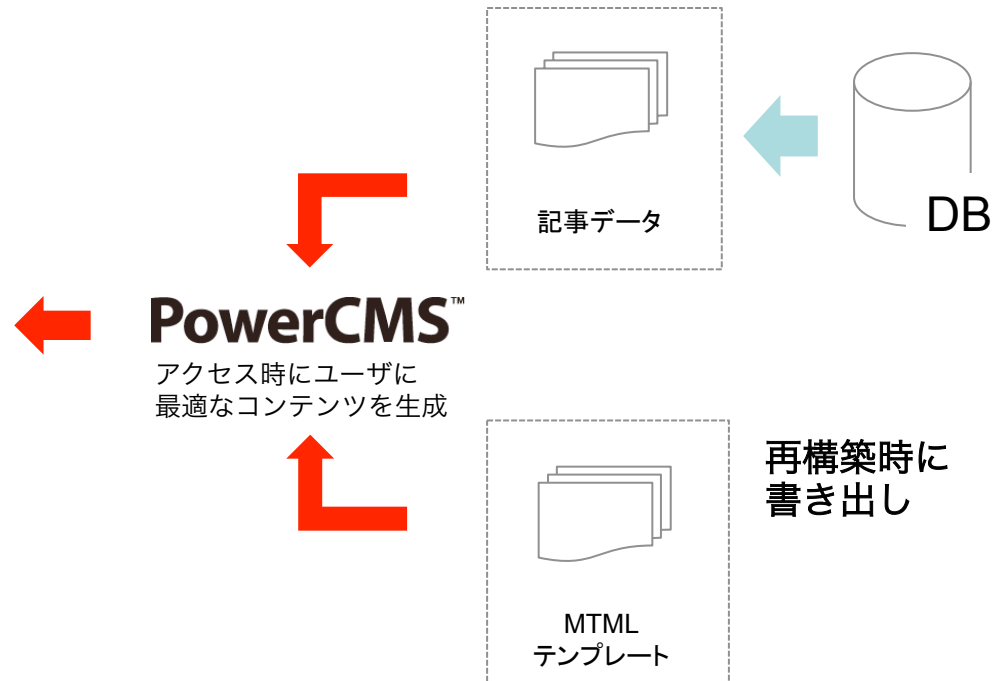 記事データ
DB
PowerCMS™
アクセス時にユーザに
最適なコンテンツを生成
再構築時に
書き出し
MTML
テンプレート